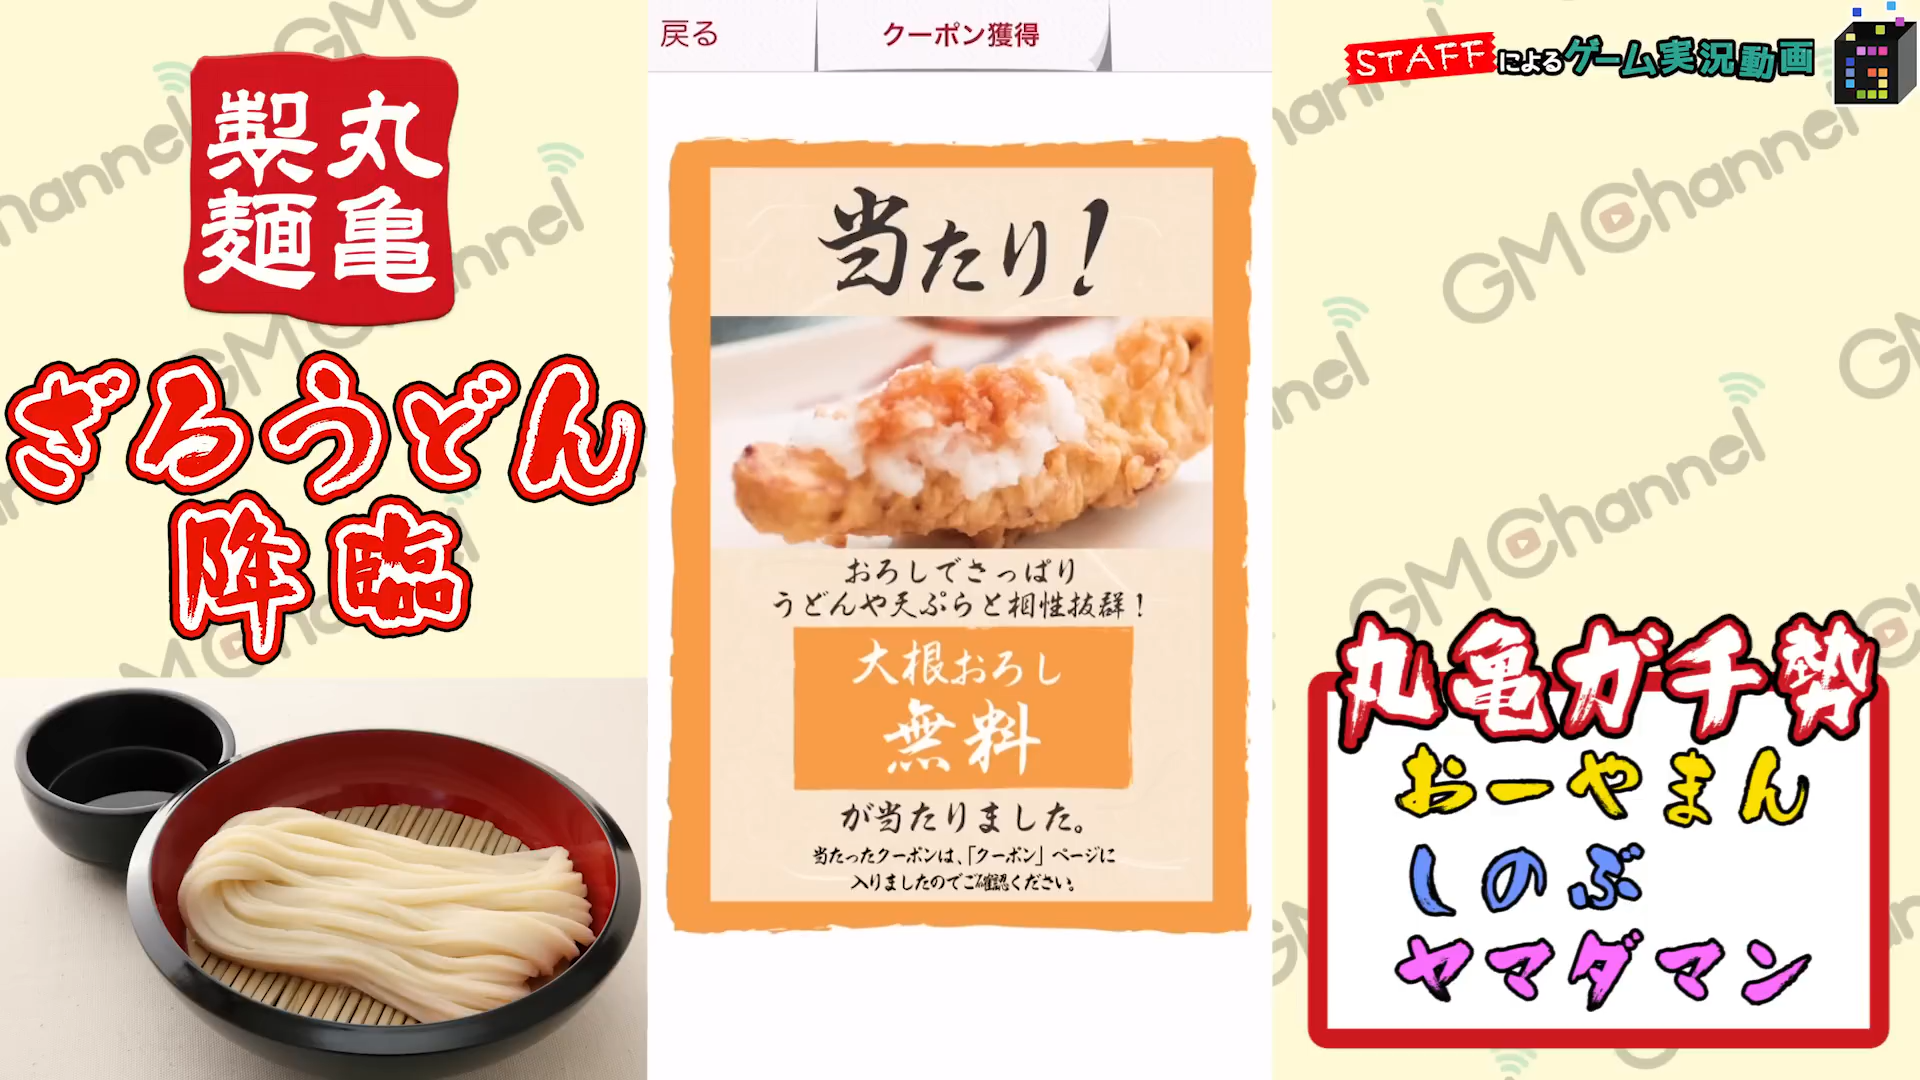 丸亀
製麺
ざるうどん
降臨
戻る
クーポン獲得
当たり!
おろしでさっぱり
うどんや天ぷらと相性抜群!
大根おろし
無料
が当たりました。
当たったクーポンは、「クーポン」ページに
入りましたのでご確認ください。
STAFFによるゲーム実況動画
G
丸亀ガチ勢
おーやまん
しのぶ
ヤマダマン
GMChannel
GMChannel